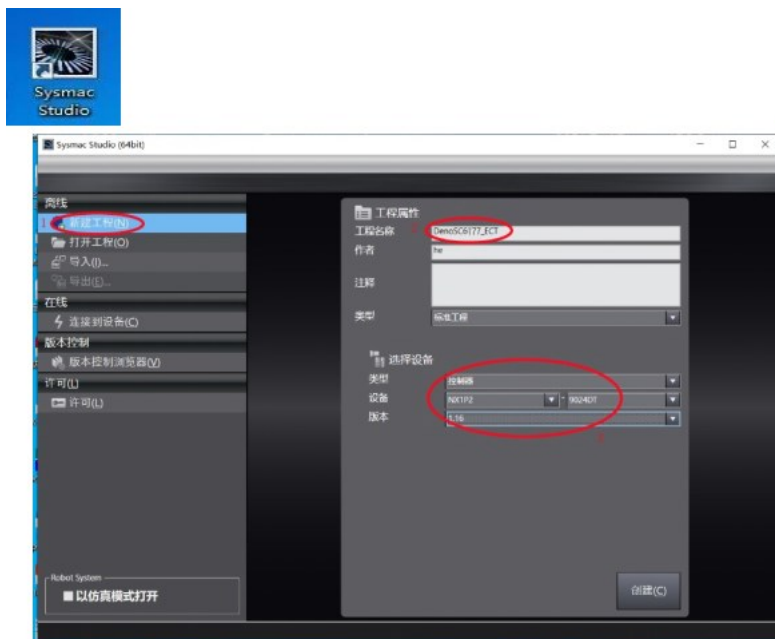 Sysmac
Studio
Sysmac Studio (64bit)
离线
1 新建工程(N)
打开工程(O)
导入(I)...
导出(E)...
在线
连接到设备(C)
版本控制
版本控制浏览器(V)
许可(L)
许可(L)
工程属性
工程名称 DenoSC6177_ECT
作者 he
注释
类型 标准工程
选择设备
类型 控制器
设备 NX1P2 - 9024DT
版本 1.16
创建(C)
Robot System
以仿真模式打开